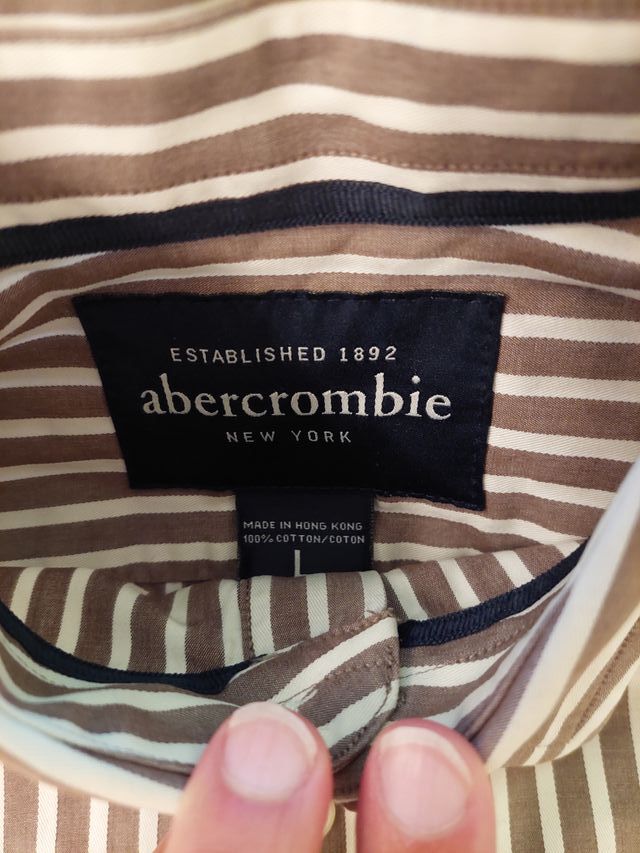 ESTABLISHED 1892
abercrombie
NEW YORK
MADE IN HONG KONG
100% COTTON/COTON
L